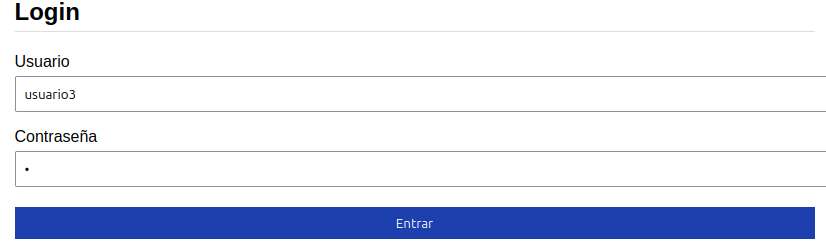 Login
Usuario
usuario3
Contraseña
•
Entrar